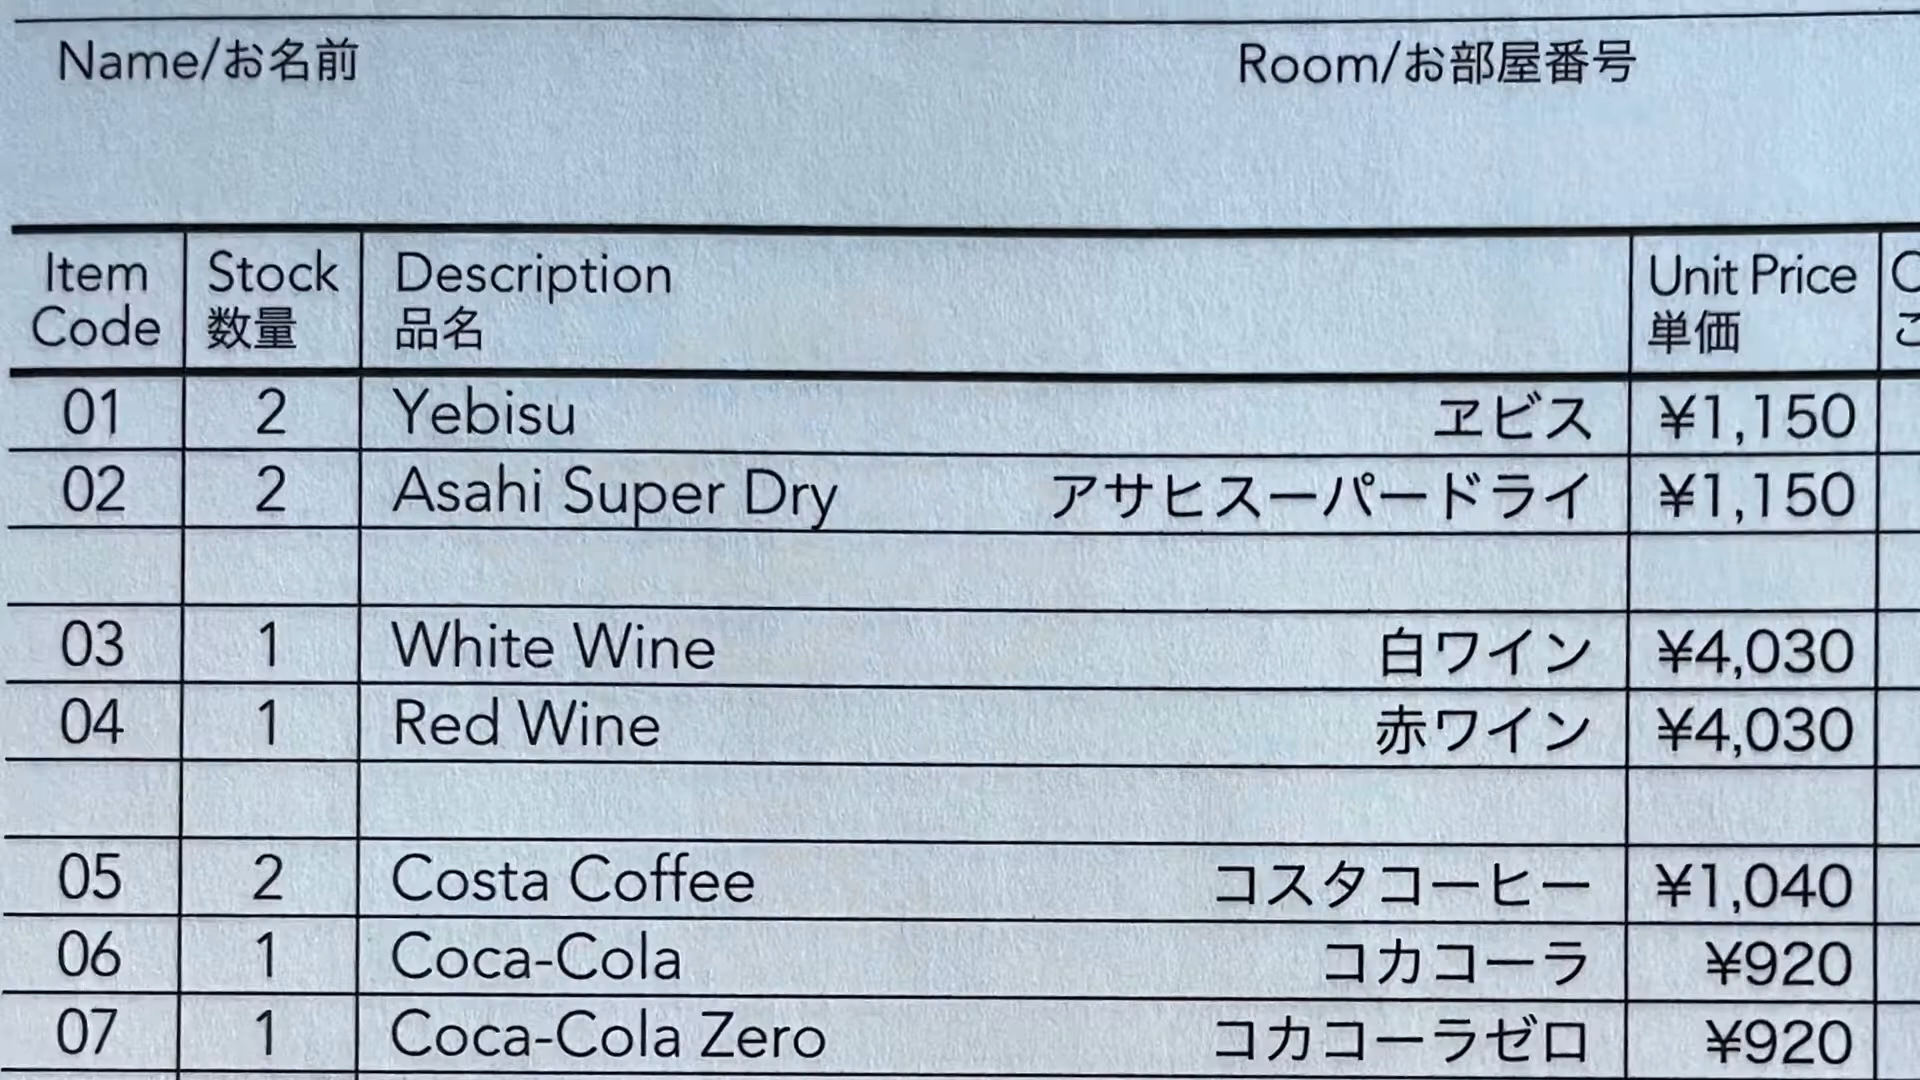 Name/お名前 Room/お部屋番号
Item Code Stock 数量 Description 品名 Unit Price 単価
01 2 Yebisu ヱビス ¥1,150
02 2 Asahi Super Dry アサヒスーパードライ ¥1,150
03 1 White Wine 白ワイン ¥4,030
04 1 Red Wine 赤ワイン ¥4,030
05 2 Costa Coffee コスタコーヒー ¥1,040
06 1 Coca-Cola コカコーラ ¥920
07 1 Coca-Cola Zero コカコーラゼロ ¥920